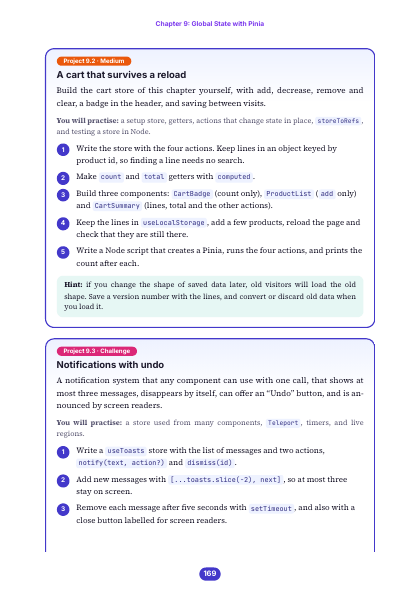 Chapter 9: Global State with Pinia
Project 9.2 · Medium
A cart that survives a reload
Build the cart store of this chapter yourself, with add, decrease, remove and
clear, a badge in the header, and saving between visits.
You will practise: a setup store, getters, actions that change state in place, storeToRefs,
and testing a store in Node.
1 Write the store with the four actions. Keep lines in an object keyed by
product id, so finding a line needs no search.
2 Make count and total getters with computed.
3 Build three components: CartBadge (count only), ProductList (add only)
and CartSummary (lines, total and the other actions).
4 Keep the lines in useLocalStorage, add a few products, reload the page and
check that they are still there.
5 Write a Node script that creates a Pinia, runs the four actions, and prints the
count after each.
Hint: if you change the shape of saved data later, old visitors will load the old
shape. Save a version number with the lines, and convert or discard old data when
you load it.
Project 9.3 · Challenge
Notifications with undo
A notification system that any component can use with one call, that shows at
most three messages, disappears by itself, can offer an “Undo” button, and is an-
nounced by screen readers.
You will practise: a store used from many components, Teleport, timers, and live
regions.
1 Write a useToasts store with the list of messages and two actions,
notify(text, action?) and dismiss(id).
2 Add new messages with [...toasts.slice(-2), next], so at most three
stay on screen.
3 Remove each message after five seconds with setTimeout, and also with a
close button labelled for screen readers.
169